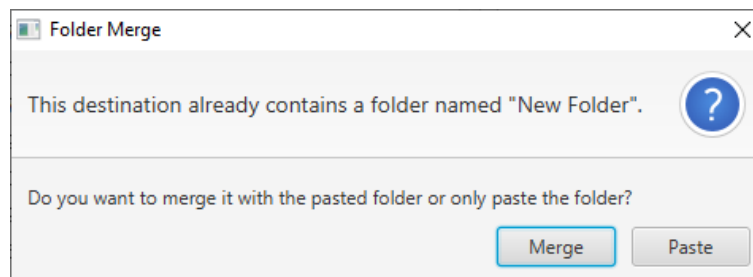 Folder Merge
This destination already contains a folder named "New Folder".
?
Do you want to merge it with the pasted folder or only paste the folder?
Merge Paste